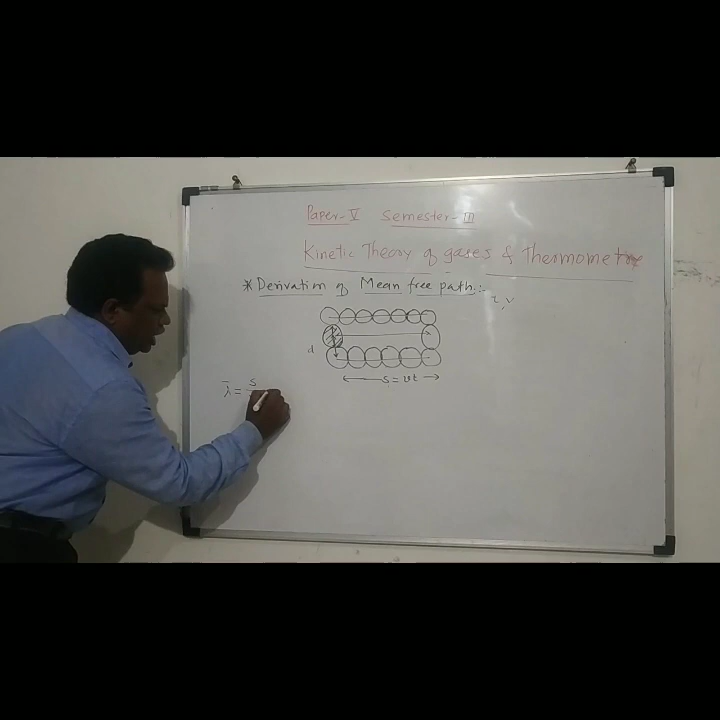 Paper-V Semester-III
Kinetic Theory of gases & Thermometry
* Derivation of Mean free path :-
d
S = vt
λ̄ = S